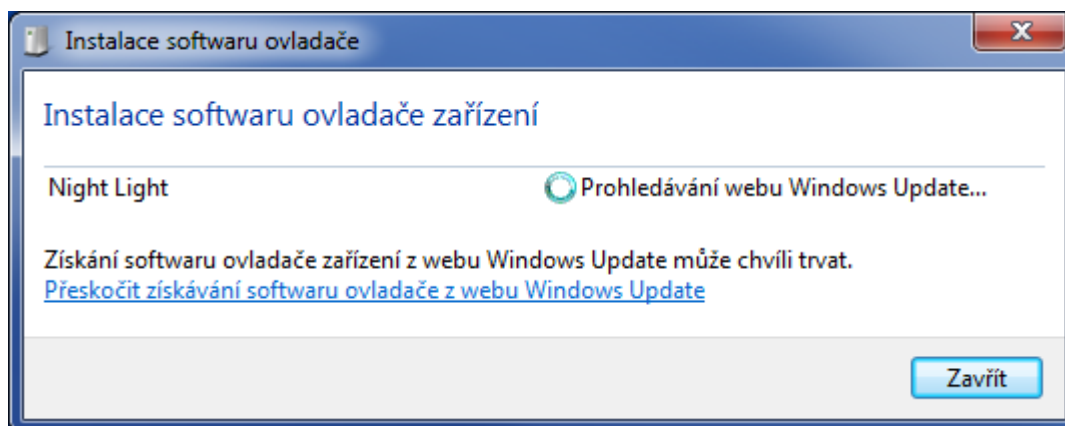 Instalace softwaru ovladače
Instalace softwaru ovladače zařízení
Night Light Prohledávání webu Windows Update...
Získání softwaru ovladače zařízení z webu Windows Update může chvíli trvat.
Přeskočit získávání softwaru ovladače z webu Windows Update
Zavřít